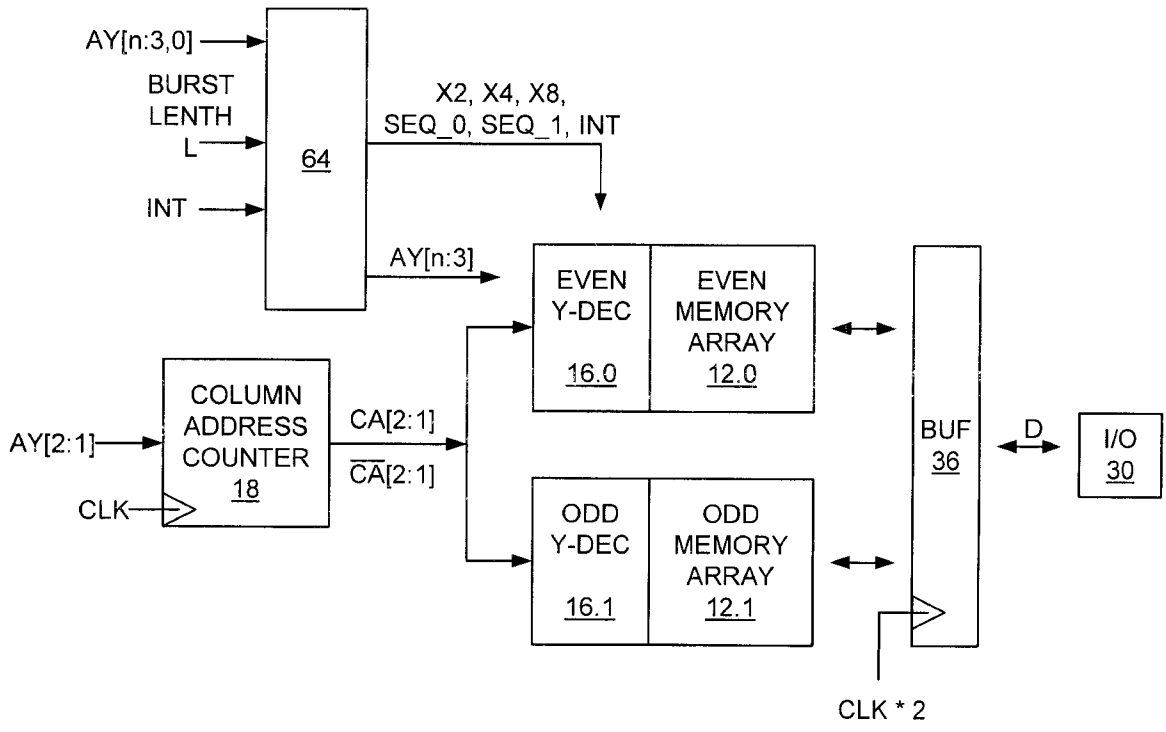 AY[n:3,0]
BURST
LENTH
L
INT
64
X2, X4, X8,
SEQ_0, SEQ_1, INT
AY[n:3]
EVEN
Y-DEC
16.0
EVEN
MEMORY
ARRAY
12.0
AY[2:1]
CLK
COLUMN
ADDRESS
COUNTER
18
CA[2:1]
C̅A̅[2:1]
ODD
Y-DEC
16.1
ODD
MEMORY
ARRAY
12.1
BUF
36
CLK * 2
D
I/O
30